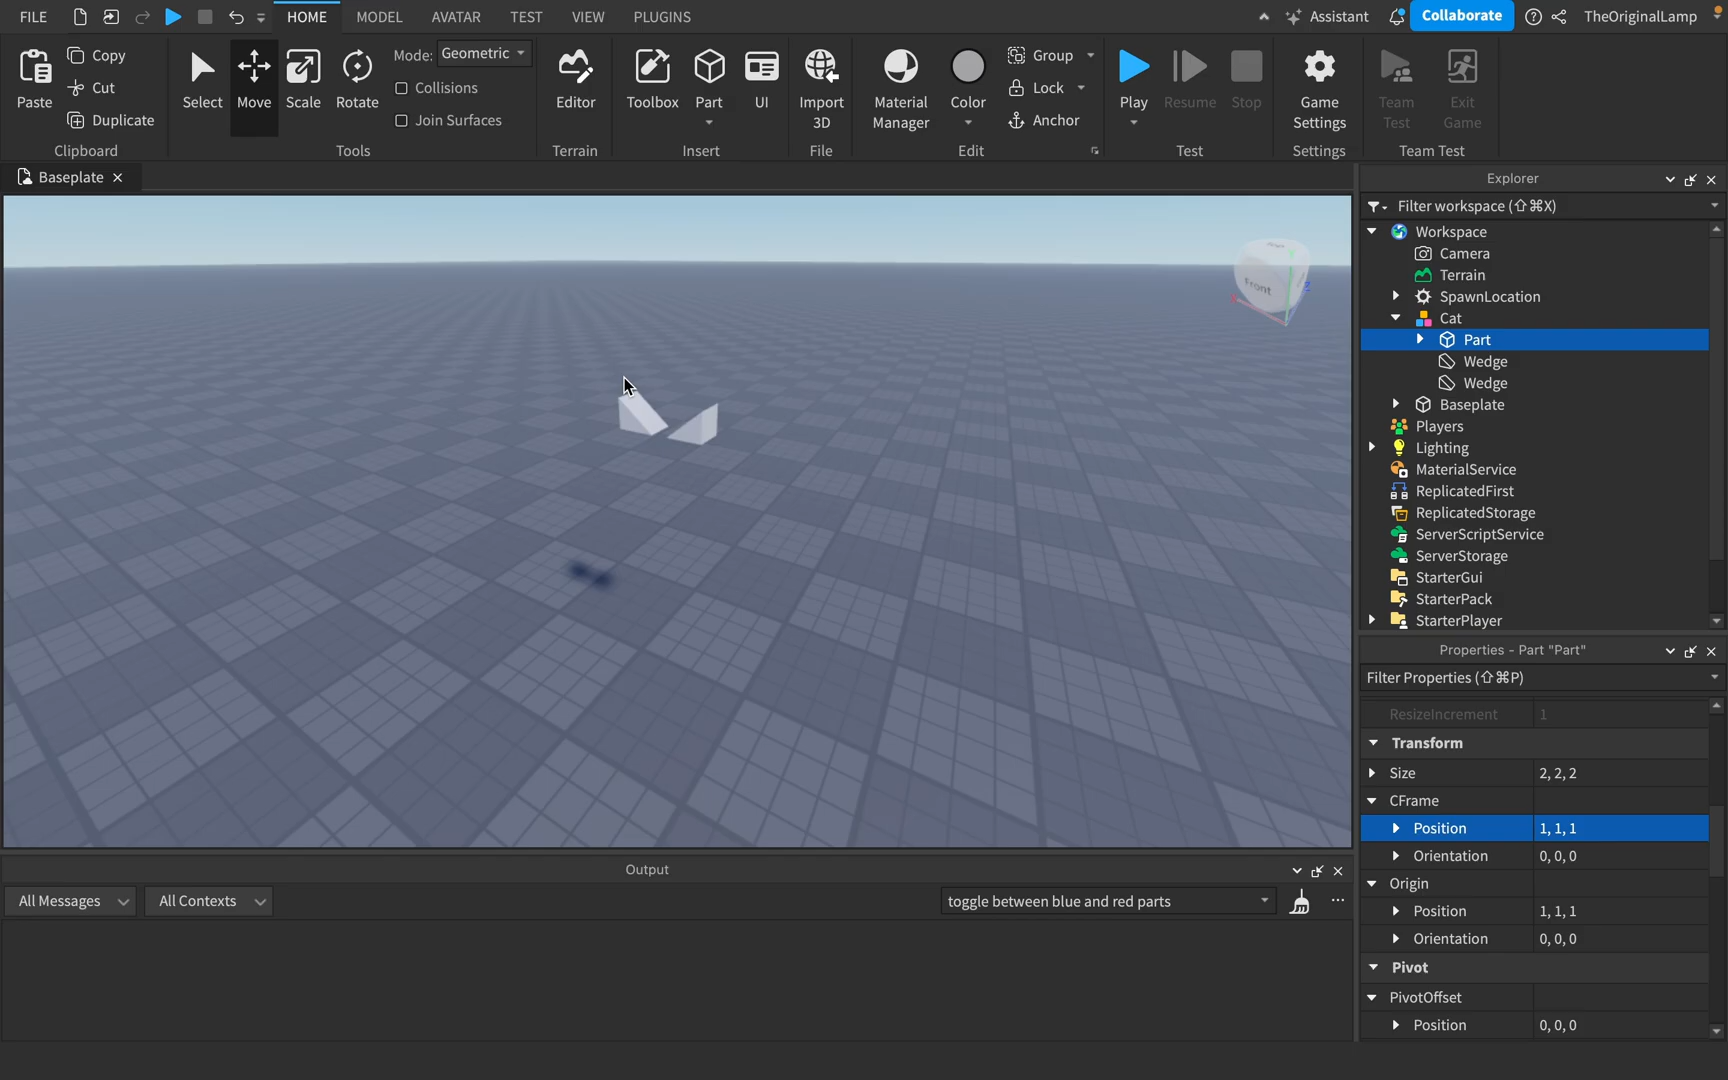 FILE
HOME
MODEL
AVATAR
TEST
VIEW
PLUGINS
Assistant
Collaborate
TheOriginalLamp
Paste
Copy
Cut
Duplicate
Clipboard
Select
Move
Scale
Rotate
Mode: Geometric
Collisions
Join Surfaces
Tools
Editor
Terrain
Toolbox
Part
UI
Insert
Import
3D
File
Material
Manager
Color
Group
Lock
Anchor
Edit
Play
Resume
Stop
Test
Game
Settings
Settings
Team
Test
Exit
Game
Team Test
Baseplate
Front
Explorer
Filter workspace (⇧⌘X)
Workspace
Camera
Terrain
SpawnLocation
Cat
Part
Wedge
Wedge
Baseplate
Players
Lighting
MaterialService
ReplicatedFirst
ReplicatedStorage
ServerScriptService
ServerStorage
StarterGui
StarterPack
StarterPlayer
Properties - Part "Part"
Filter Properties (⇧⌘P)
ResizeIncrement 1
Transform
Size 2, 2, 2
CFrame
Position 1, 1, 1
Orientation 0, 0, 0
Origin
Position 1, 1, 1
Orientation 0, 0, 0
Pivot
PivotOffset
Position 0, 0, 0
Output
All Messages
All Contexts
toggle between blue and red parts